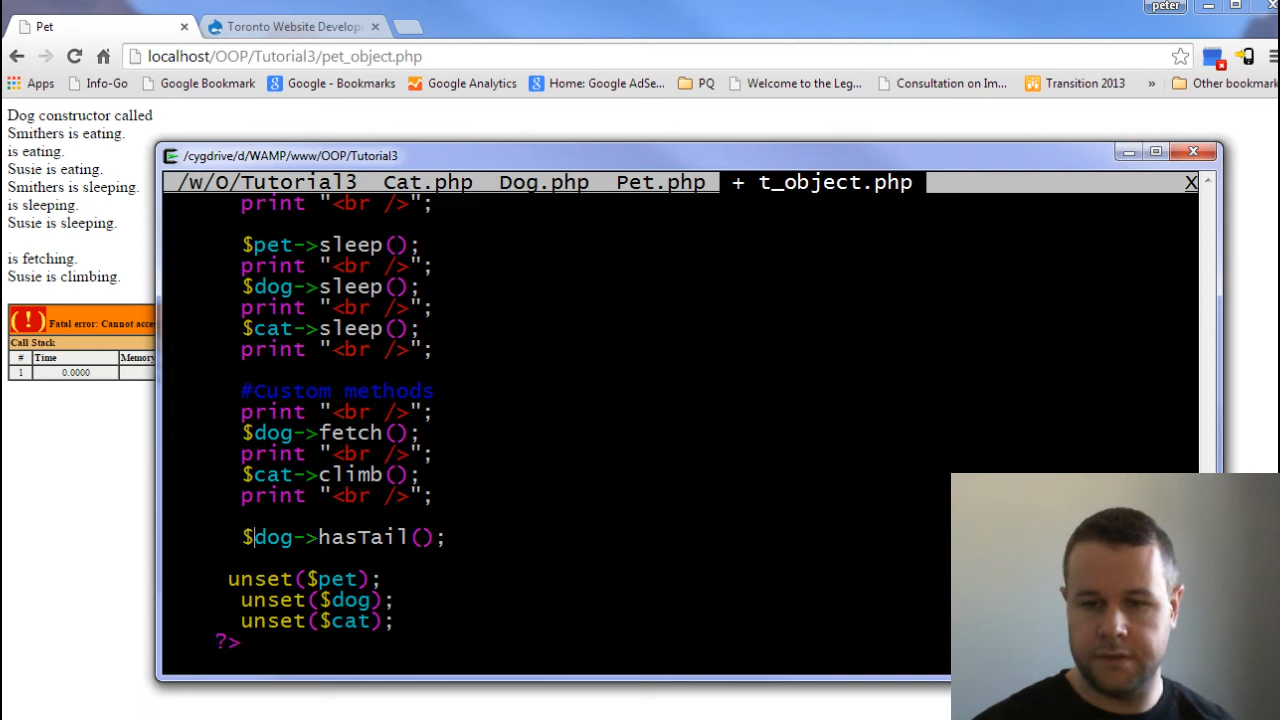 peter
Pet
Toronto Website Develop
localhost/OOP/Tutorial3/pet_object.php
Apps Info-Go Google Bookmark Google - Bookmarks Google Analytics Home: Google AdSe... PQ Welcome to the Leg... Consultation on Im... Transition 2013 » Other bookmark
Dog constructor called
Smithers is eating.
is eating.
Susie is eating.
Smithers is sleeping.
is sleeping.
Susie is sleeping.
is fetching.
Susie is climbing.
( ! ) Fatal error: Cannot acce
Call Stack
# Time Memory
1 0.0000
/cygdrive/d/WAMP/www/OOP/Tutorial3
/w/O/Tutorial3 Cat.php Dog.php Pet.php + t_object.php X
print "<br />";
$pet->sleep();
print "<br />";
$dog->sleep();
print "<br />";
$cat->sleep();
print "<br />";
#Custom methods
print "<br />";
$dog->fetch();
print "<br />";
$cat->climb();
print "<br />";
$dog->hasTail();
unset($pet);
unset($dog);
unset($cat);
?>